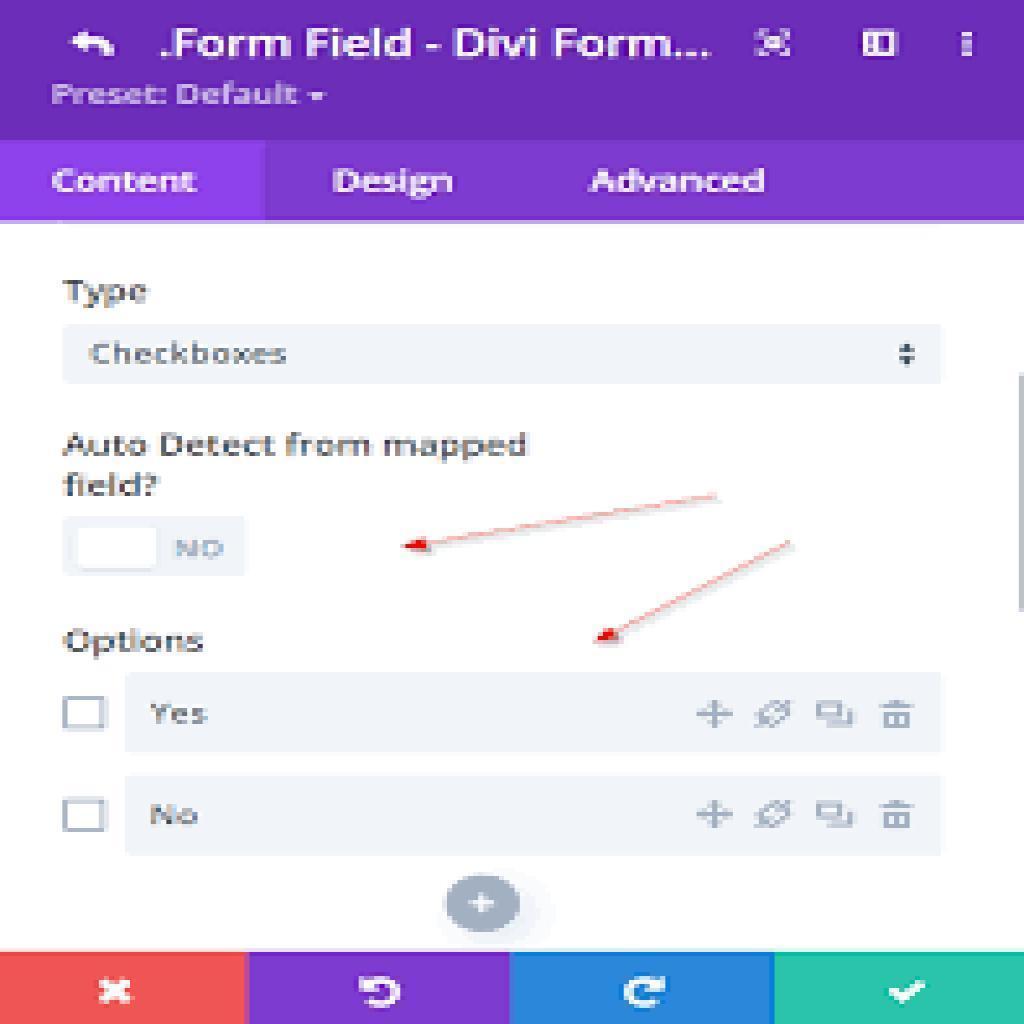 .Form Field - Divi Form...
Preset: Default
Content Design Advanced
Type
Checkboxes
Auto Detect from mapped
field?
NO
Options
Yes
No